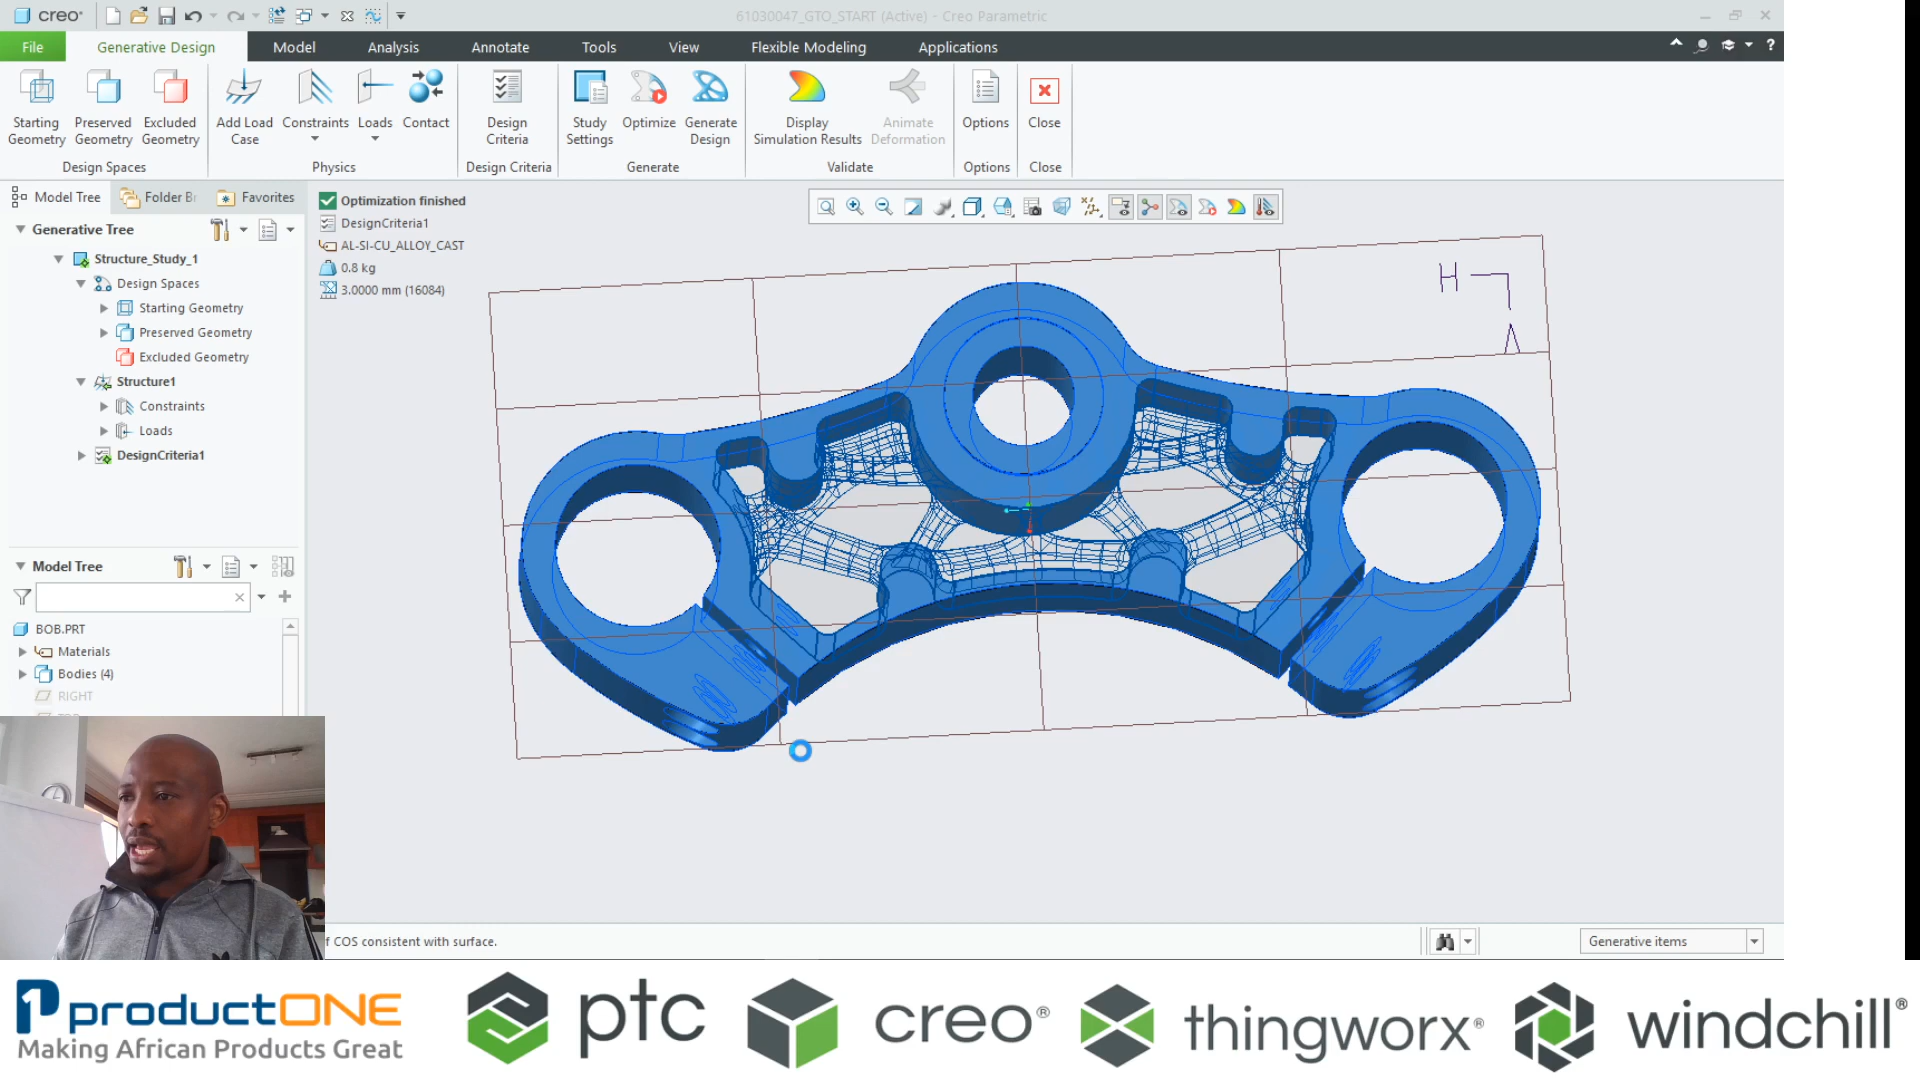 creo®
61030047_GTO_START (Active) - Creo Parametric
File
Generative Design
Model
Analysis
Annotate
Tools
View
Flexible Modeling
Applications
?
Starting Geometry
Preserved Geometry
Excluded Geometry
Add Load Case
Constraints
Loads
Contact
Design Criteria
Study Settings
Optimize
Generate Design
Display Simulation Results
Animate Deformation
Options
Close
Design Spaces
Physics
Design Criteria
Generate
Validate
Options
Close
Model Tree
Folder B
Favorites
Generative Tree
Structure_Study_1
Design Spaces
Starting Geometry
Preserved Geometry
Excluded Geometry
Structure1
Constraints
Loads
DesignCriteria1
Optimization finished
DesignCriteria1
AL-SI-CU_ALLOY_CAST
0.8 kg
3.0000 mm (16084)
Model Tree
BOB.PRT
Materials
Bodies (4)
RIGHT
f COS consistent with surface.
Generative items
productONE
Making African Products Great
ptc
creo®
thingworx®
windchill®